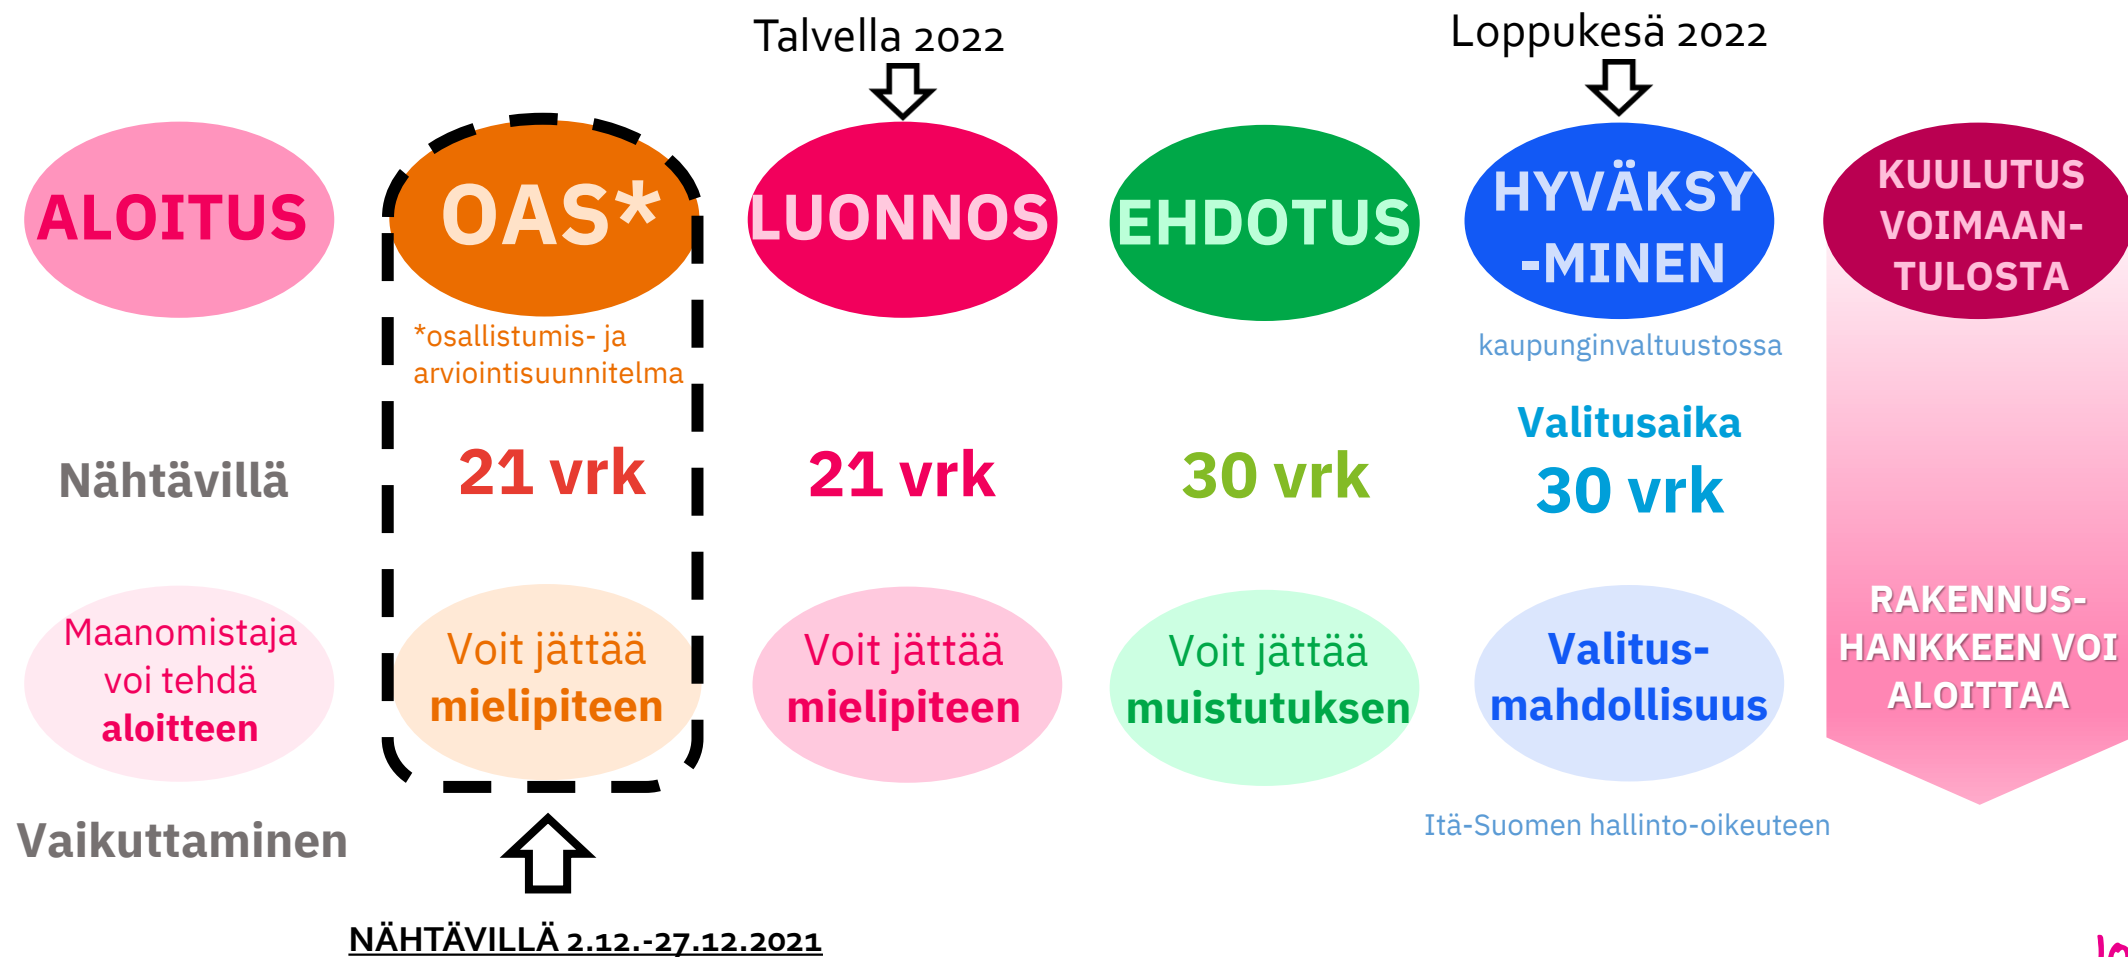 Talvella 2022
Loppukesä 2022
ALOITUS
OAS*
LUONNOS
EHDOTUS
HYVÄKSY
-MINEN
KUULUTUS
VOIMAAN-
TULOSTA
*osallistumis- ja
arviointisuunnitelma
kaupunginvaltuustossa
Nähtävillä
21 vrk
21 vrk
30 vrk
Valitusaika
30 vrk
Maanomistaja
voi tehdä
aloitteen
Voit jättää
mielipiteen
Voit jättää
mielipiteen
Voit jättää
muistutuksen
Valitus-
mahdollisuus
RAKENNUS-
HANKKEEN VOI
ALOITTAA
Vaikuttaminen
Itä-Suomen hallinto-oikeuteen
NÄHTÄVILLÄ 2.12.-27.12.2021